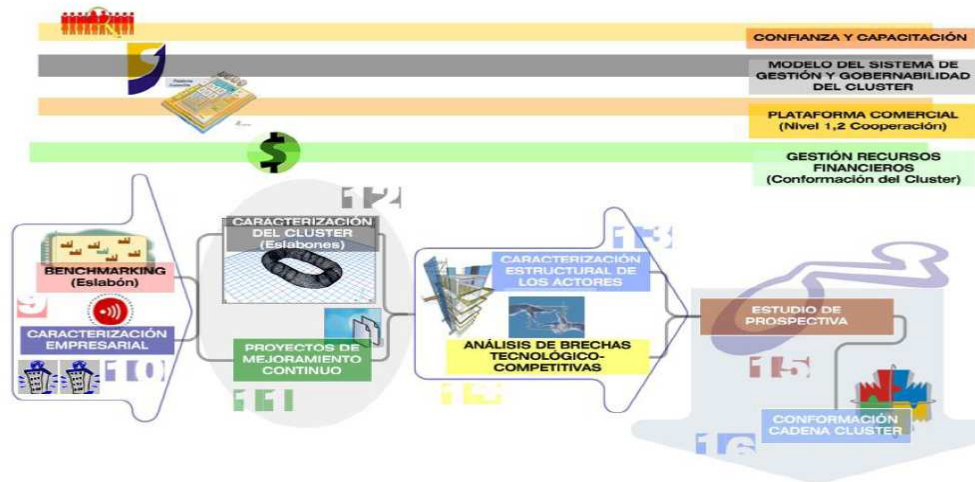 CONFIANZA Y CAPACITACIÓN
MODELO DEL SISTEMA DE
GESTIÓN Y GOBERNABILIDAD
DEL CLUSTER
PLATAFORMA COMERCIAL
(Nivel 1,2 Cooperación)
GESTIÓN RECURSOS
FINANCIEROS
(Conformación del Cluster)
BENCHMARKING
(Eslabón)
9
CARACTERIZACIÓN
EMPRESARIAL
10
12
CARACTERIZACIÓN
DEL CLUSTER
(Eslabones)
PROYECTOS DE
MEJORAMIENTO
CONTINUO
11
13
CARACTERIZACIÓN
ESTRUCTURAL DE
LOS ACTORES
ANÁLISIS DE BRECHAS
TECNOLÓGICO-
COMPETITIVAS
ESTUDIO DE
PROSPECTIVA
15
CONFORMACIÓN
CADENA CLUSTER
16